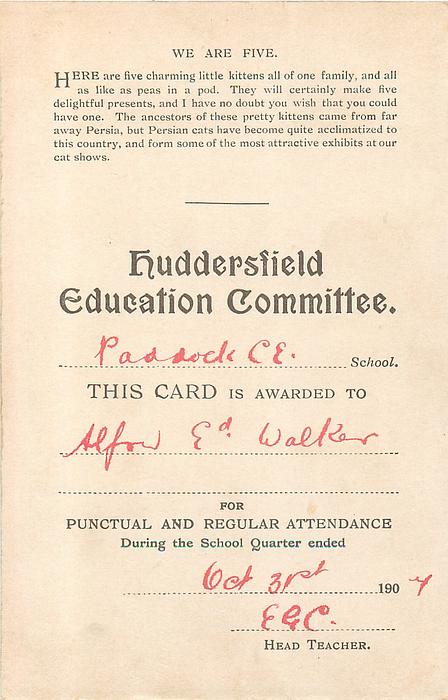 WE ARE FIVE.
HERE are five charming little kittens all of one family, and all
as like as peas in a pod. They will certainly make five
delightful presents, and I have no doubt you wish that you could
have one. The ancestors of these pretty kittens came from far
away Persia, but Persian cats have become quite acclimatized to
this country, and form some of the most attractive exhibits at our
cat shows.
Huddersfield
Education Committee.
Paddock C E. School.
THIS CARD IS AWARDED TO
Alfred Ed Walker
FOR
PUNCTUAL AND REGULAR ATTENDANCE
During the School Quarter ended
Oct 31st 1907
EGC.
HEAD TEACHER.